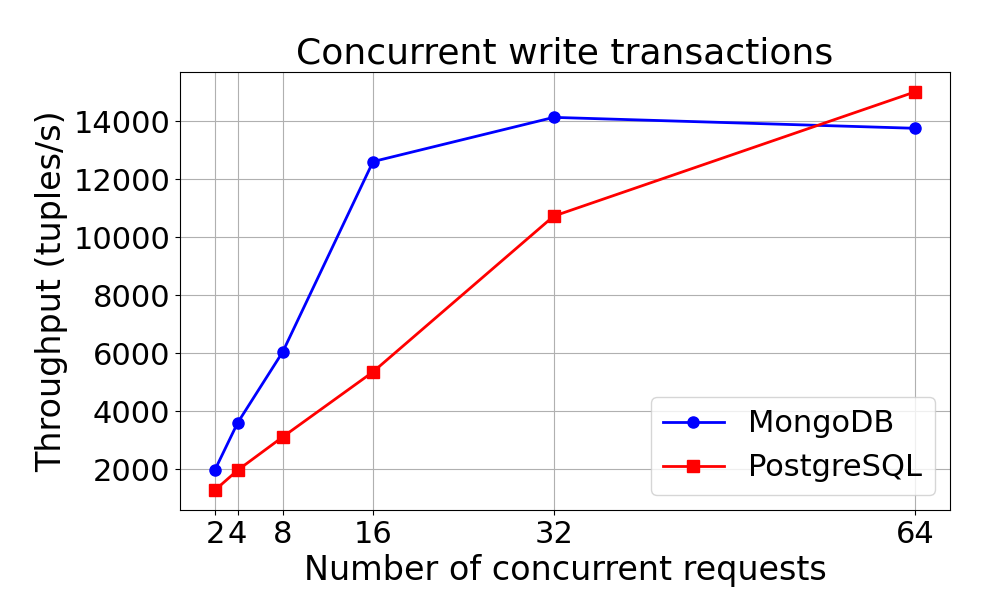 Concurrent write transactions
Throughput (tuples/s)
14000
12000
10000
8000
6000
4000
2000
MongoDB
PostgreSQL
2 4 8 16 32 64
Number of concurrent requests